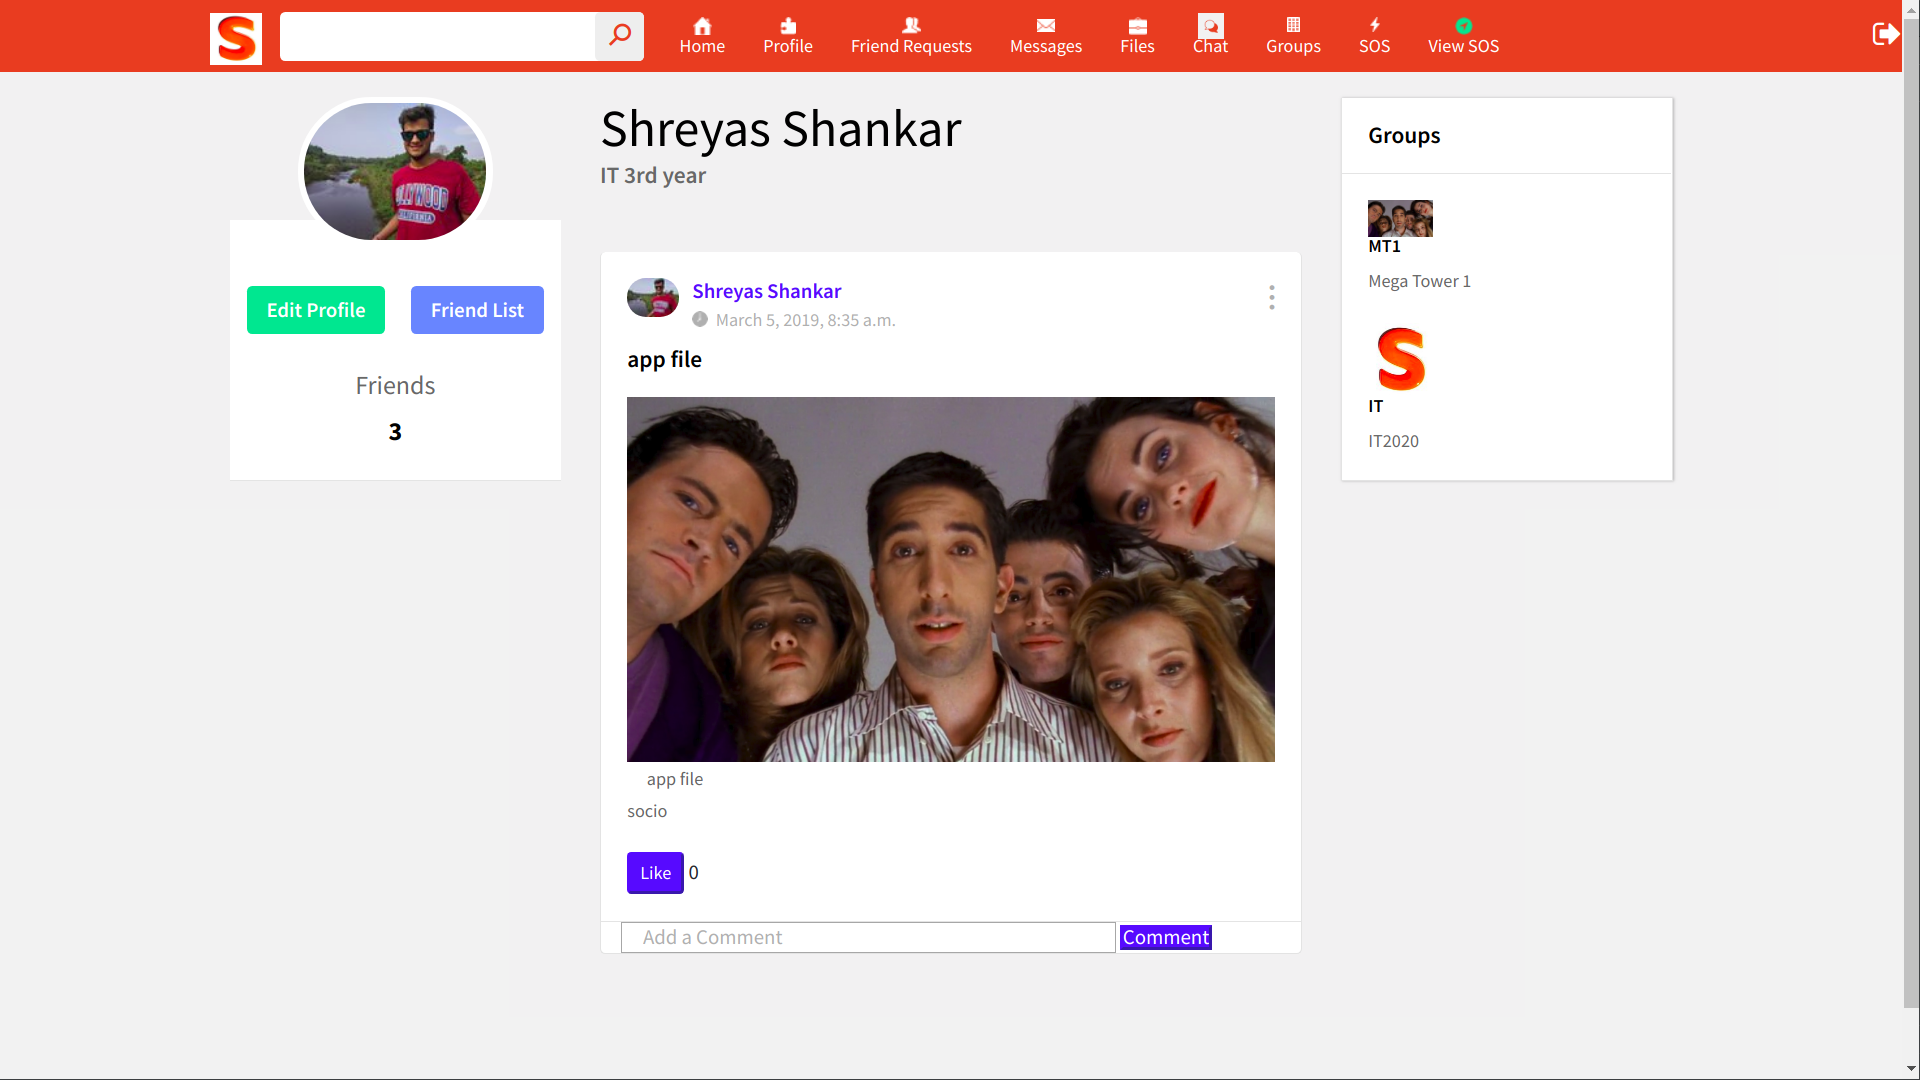 S
Home
Profile
Friend Requests
Messages
Files
Chat
Groups
SOS
View SOS
Shreyas Shankar
IT 3rd year
Edit Profile
Friend List
Friends
3
Shreyas Shankar
March 5, 2019, 8:35 a.m.
app file
app file
socio
Like 0
Add a Comment
Comment
Groups
MT1
Mega Tower 1
S
IT
IT2020